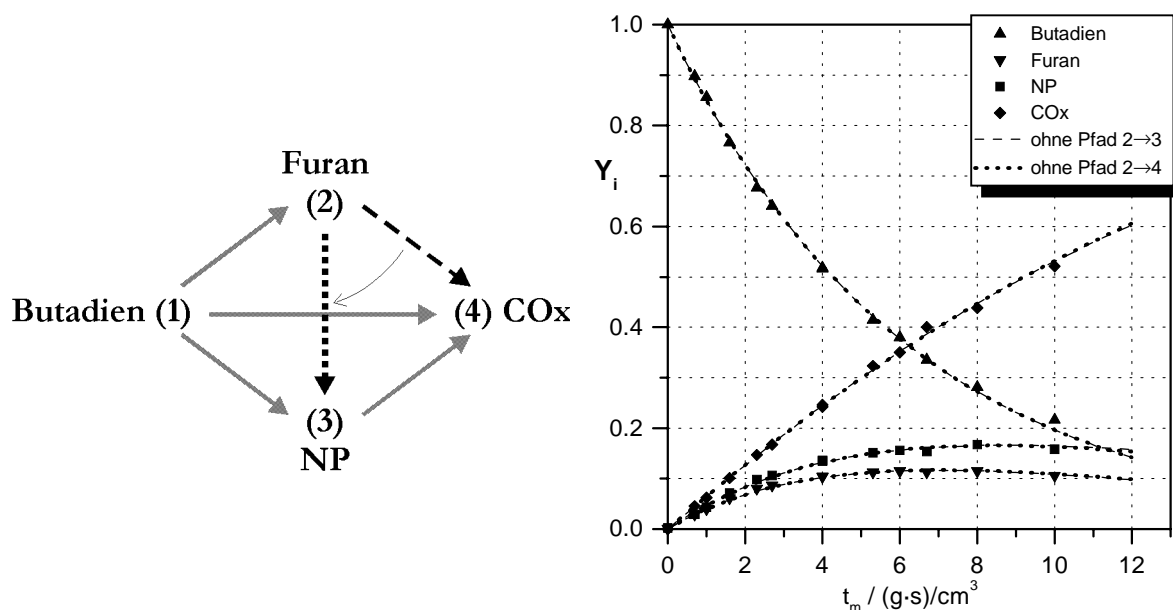 Furan
(2)
Butadien (1)
(4) COx
(3)
NP
Y_i
1.0
0.8
0.6
0.4
0.2
0.0
0 2 4 6 8 10 12
t_m / (g·s)/cm³
Butadien
Furan
NP
COx
ohne Pfad 2→3
ohne Pfad 2→4